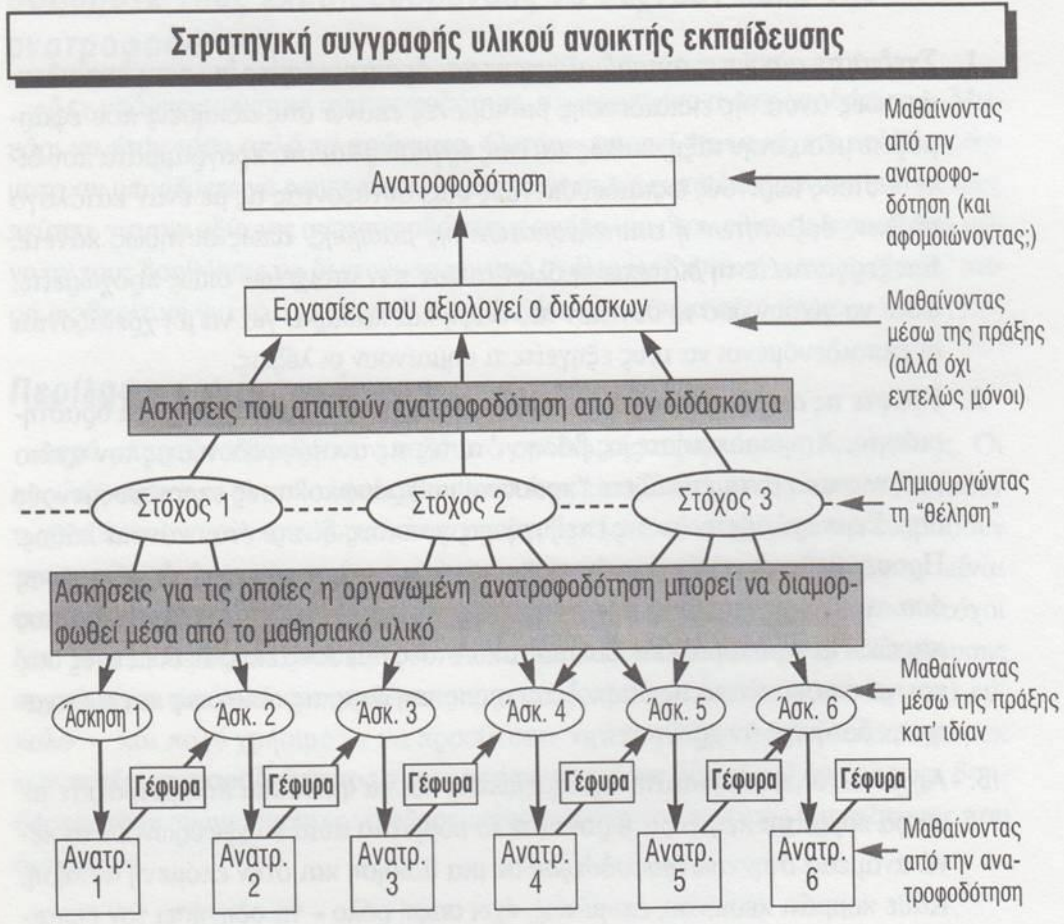 Στρατηγική συγγραφής υλικού ανοικτής εκπαίδευσης
Ανατροφοδότηση
Μαθαίνοντας
από την
ανατροφο-
δότηση (και
αφομοιώνοντας;)
Εργασίες που αξιολογεί ο διδάσκων
Μαθαίνοντας
μέσω της πράξης
(αλλά όχι
εντελώς μόνοι)
Ασκήσεις που απαιτούν ανατροφοδότηση από τον διδάσκοντα
Στόχος 1
Στόχος 2
Στόχος 3
Δημιουργώντας
τη "θέληση"
Ασκήσεις για τις οποίες η οργανωμένη ανατροφοδότηση μπορεί να διαμορ-
φωθεί μέσα από το μαθησιακό υλικό
Άσκηση 1
Άσκ. 2
Άσκ. 3
Άσκ. 4
Άσκ. 5
Άσκ. 6
Μαθαίνοντας
μέσω της πράξης
κατ' ιδίαν
Γέφυρα
Γέφυρα
Γέφυρα
Γέφυρα
Γέφυρα
Γέφυρα
Ανατρ.
1
Ανατρ.
2
Ανατρ.
3
Ανατρ.
4
Ανατρ.
5
Ανατρ.
6
Μαθαίνοντας
από την ανα-
τροφοδότηση